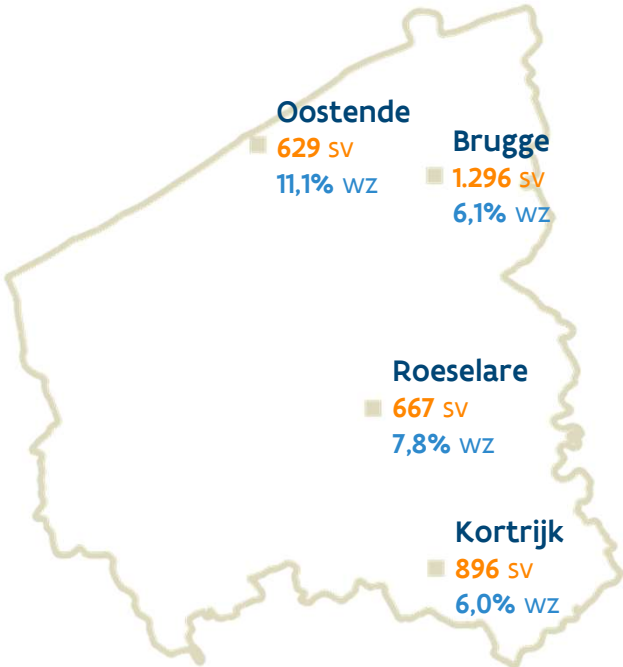 Oostende
629 SV
11,1% WZ
Brugge
1.296 SV
6,1% WZ
Roeselare
667 SV
7,8% WZ
Kortrijk
896 SV
6,0% WZ